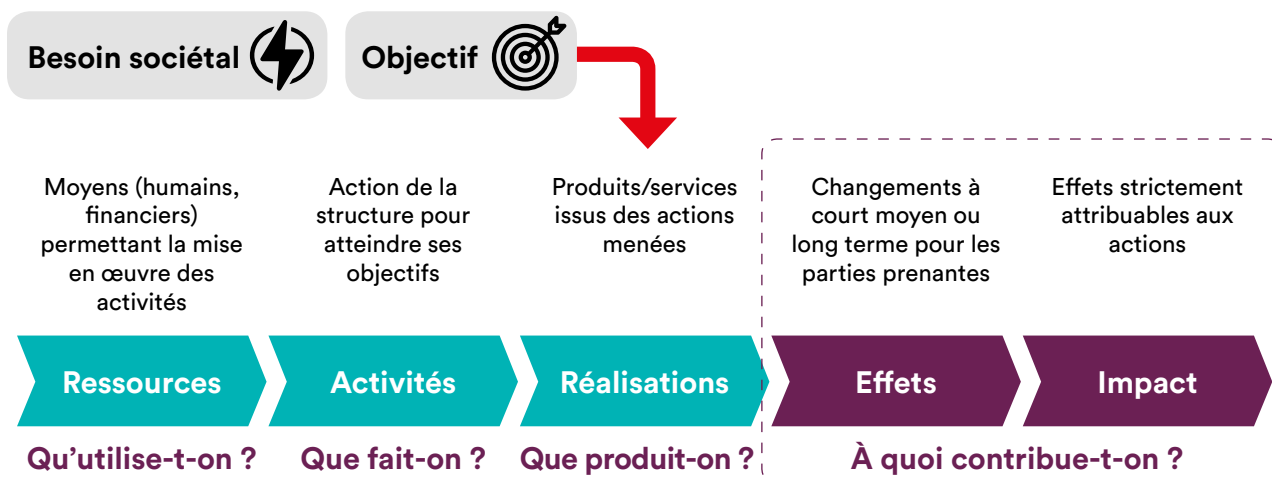 Besoin sociétal
Objectif
Moyens (humains,
financiers)
permettant la mise
en œuvre des
activités
Action de la
structure pour
atteindre ses
objectifs
Produits/services
issus des actions
menées
Changements à
court moyen ou
long terme pour les
parties prenantes
Effets strictement
attribuables aux
actions
Ressources
Activités
Réalisations
Effets
Impact
Qu’utilise-t-on ?
Que fait-on ?
Que produit-on ?
À quoi contribue-t-on ?